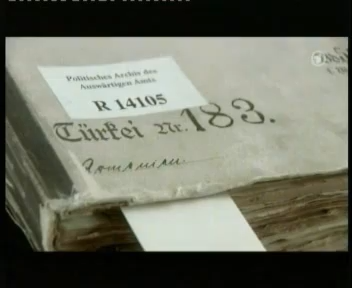 Politisches Archiv des
Auswärtigen Amts
R 14105
Türkei Nr. 183.